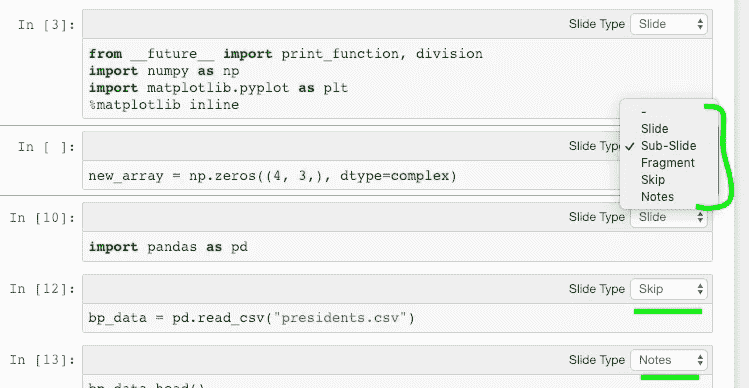 In [3]:
Slide Type Slide
from __future__ import print_function, division
import numpy as np
import matplotlib.pyplot as plt
%matplotlib inline
-
Slide
In [ ]:
Slide Typ ✓ Sub-Slide
Fragment
new_array = np.zeros((4, 3,), dtype=complex)
Skip
Notes
In [10]:
Slide Type Slide
import pandas as pd
In [12]:
Slide Type Skip
bp_data = pd.read_csv("presidents.csv")
In [13]:
Slide Type Notes
bp_data.head()